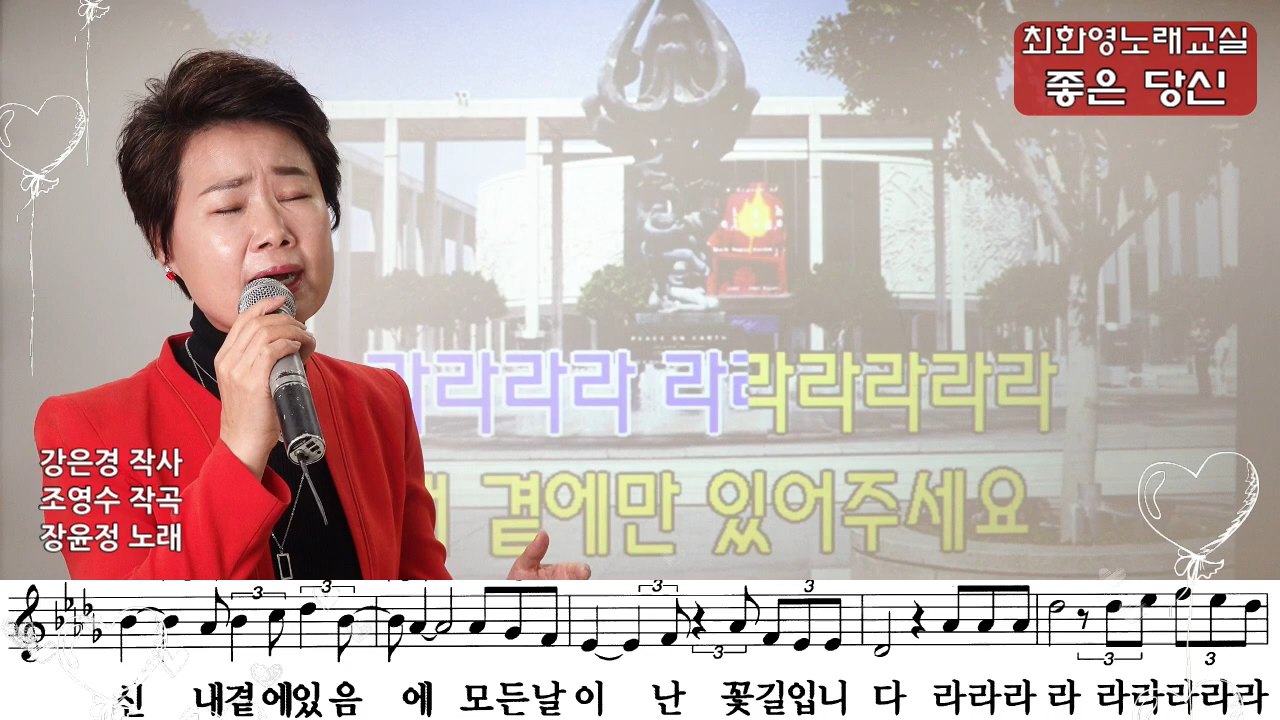 최화영노래교실
좋은 당신
PEACE ON EARTH
라라라라 라라라라라라라
곁에만 있어주세요
강은경 작사
조영수 작곡
장윤정 노래
3 3 3 3 3 3 3
신 내곁에있음 에 모든날이 난 꽃길입니 다 라라라 라 라라라라라